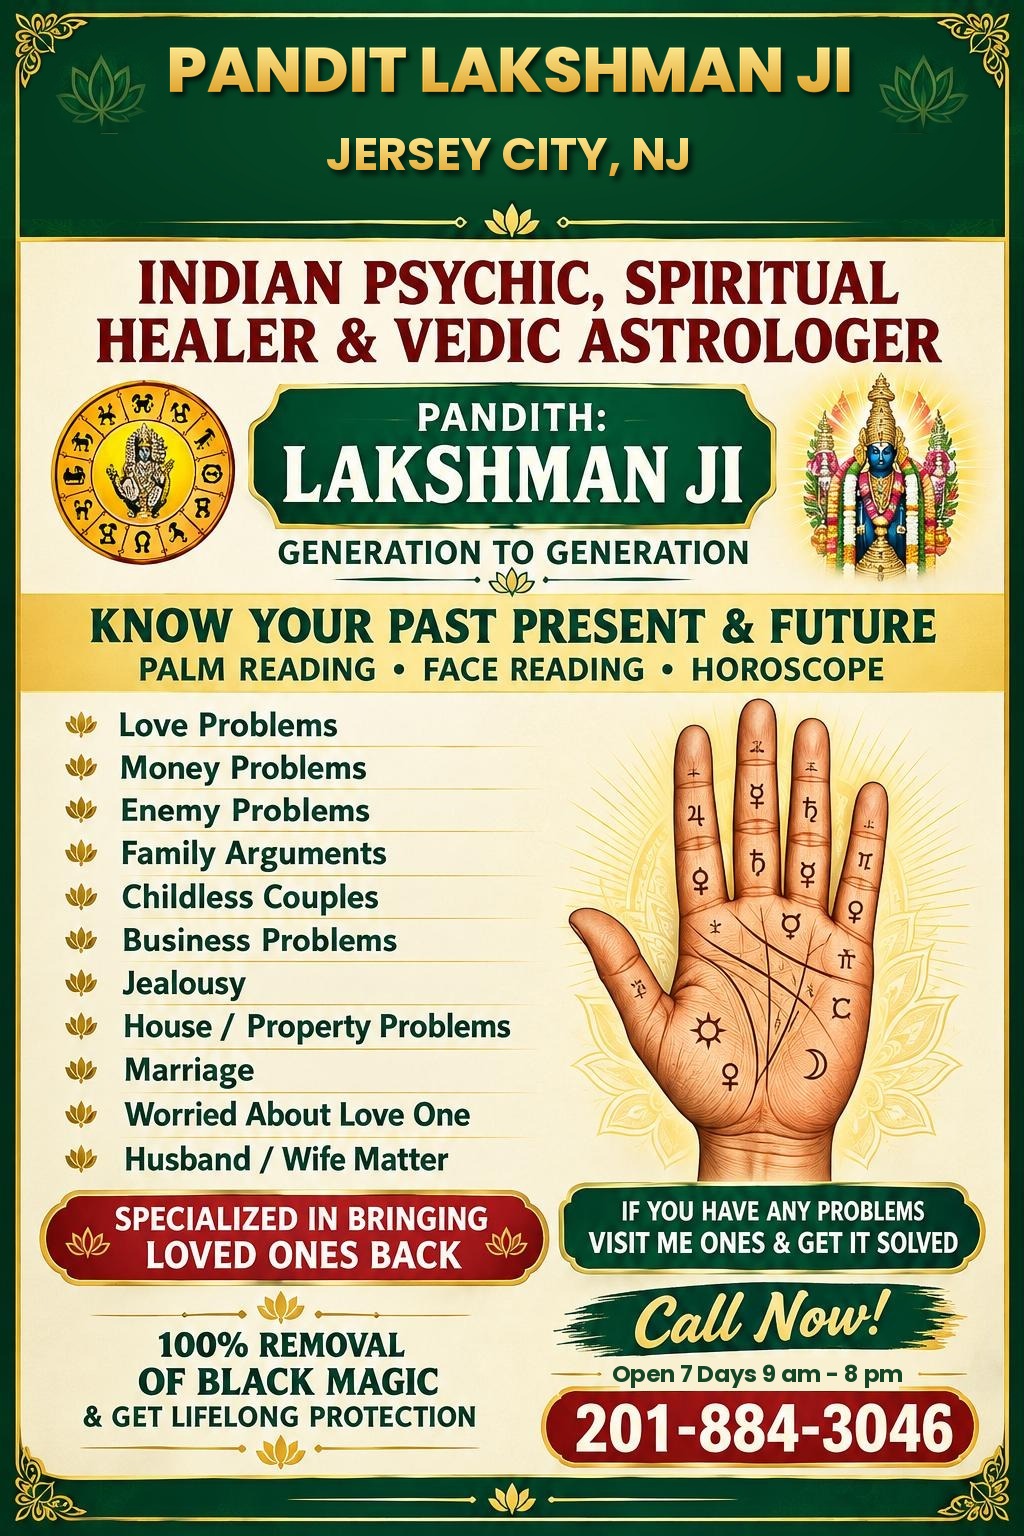 PANDIT LAKSHMAN JI
JERSEY CITY, NJ
INDIAN PSYCHIC, SPIRITUAL
HEALER & VEDIC ASTROLOGER
PANDITH:
LAKSHMAN JI
GENERATION TO GENERATION
KNOW YOUR PAST PRESENT & FUTURE
PALM READING • FACE READING • HOROSCOPE
Love Problems
Money Problems
Enemy Problems
Family Arguments
Childless Couples
Business Problems
Jealousy
House / Property Problems
Marriage
Worried About Love One
Husband / Wife Matter
SPECIALIZED IN BRINGING
LOVED ONES BACK
IF YOU HAVE ANY PROBLEMS
VISIT ME ONES & GET IT SOLVED
100% REMOVAL
OF BLACK MAGIC
& GET LIFELONG PROTECTION
Call Now!
Open 7 Days 9 am - 8 pm
201-884-3046